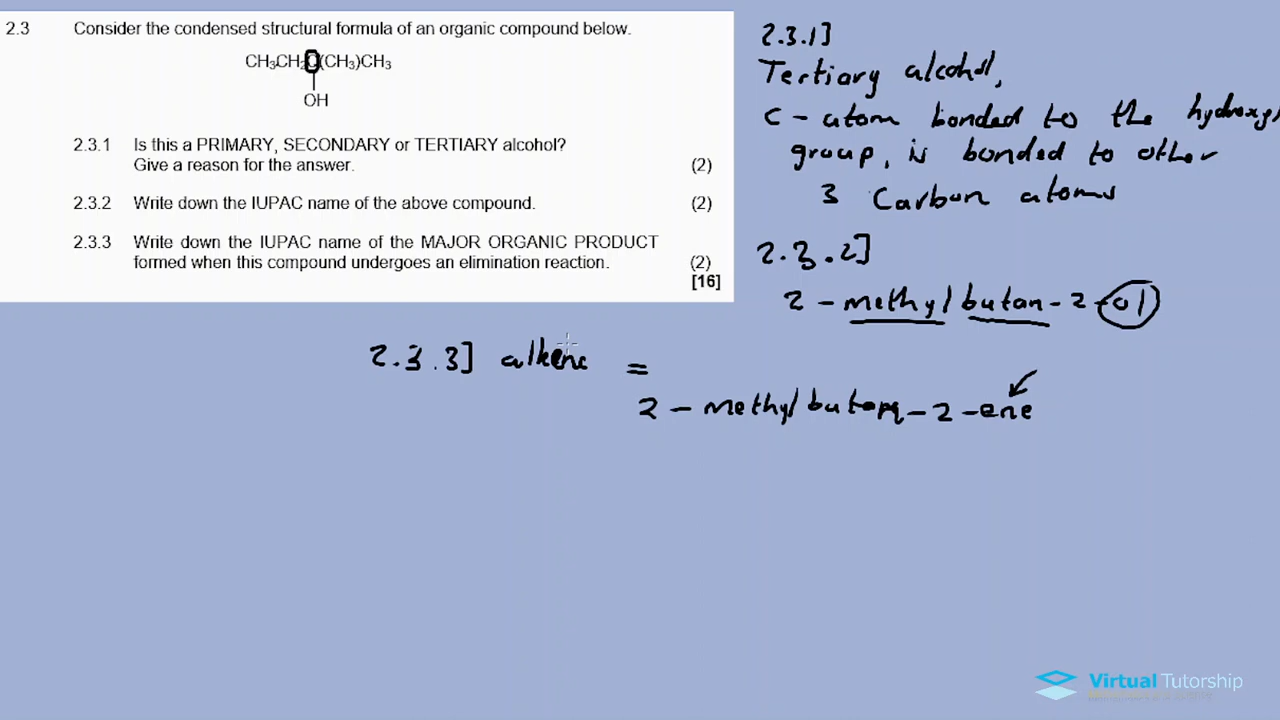 2.3 Consider the condensed structural formula of an organic compound below.
CH₃CH₂C(CH₃)CH₃
OH
2.3.1 Is this a PRIMARY, SECONDARY or TERTIARY alcohol?
Give a reason for the answer. (2)
2.3.2 Write down the IUPAC name of the above compound. (2)
2.3.3 Write down the IUPAC name of the MAJOR ORGANIC PRODUCT
formed when this compound undergoes an elimination reaction. (2)
[16]
2.3.1]
Tertiary alcohol,
C - atom bonded to the hydroxyl
group, is bonded to other
3 Carbon atoms
2.3.2]
2 - methyl butan - 2 - ol
2.3.3] alkene =
2 - methyl - 2 - ene
Virtual Tutorship